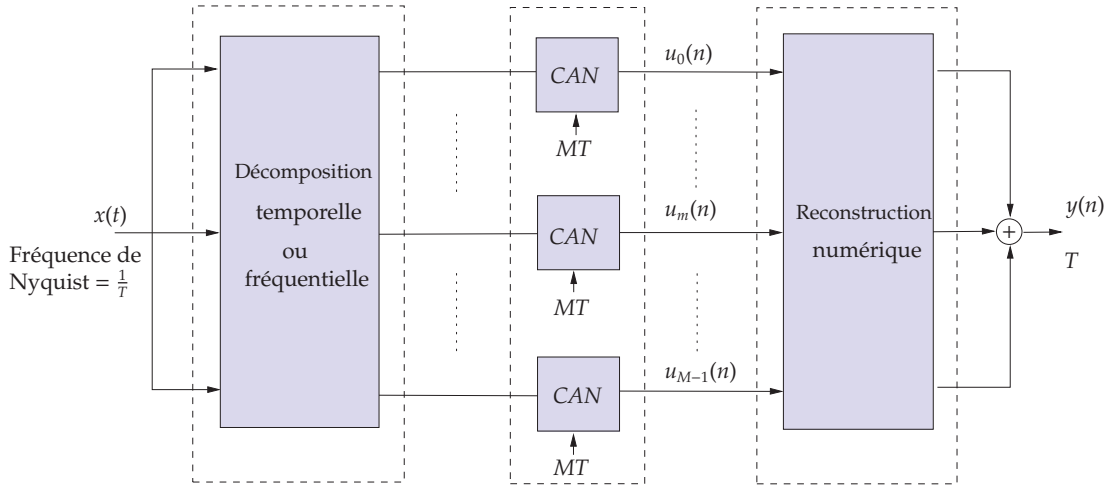 x(t)
Fréquence de
Nyquist = 1/T
Décomposition
temporelle
ou
fréquentielle
CAN
MT
u_0(n)
CAN
MT
u_m(n)
CAN
MT
u_{M−1}(n)
Reconstruction
numérique
+
y(n)
T